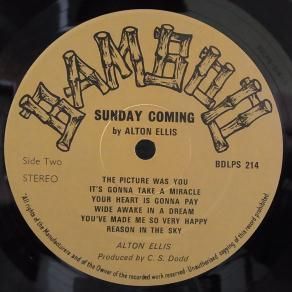 BAMBOO
SUNDAY COMING
by ALTON ELLIS
Side Two
STEREO
BDLPS 214
THE PICTURE WAS YOU
IT'S GONNA TAKE A MIRACLE
YOUR HEART IS GONNA PAY
WIDE AWAKE IN A DREAM
YOU'VE MADE ME SO VERY HAPPY
REASON IN THE SKY
ALTON ELLIS
Produced by C. S. Dodd
"All rights of the Manufacturers and of the Owner of the recorded work reserved. Unauthorised copying of this record prohibited.